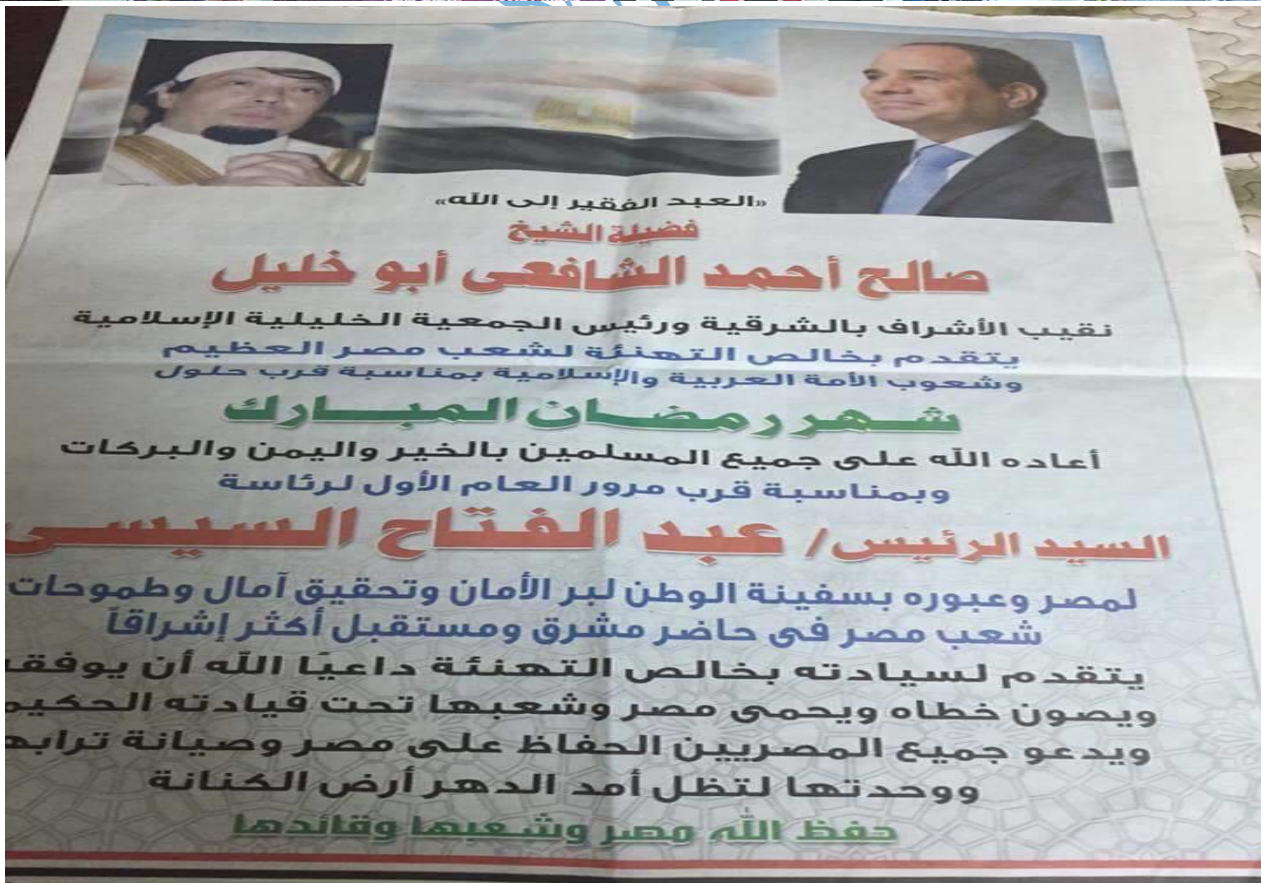 «العبد الفقير إلى الله»
فضيلة الشيخ
صالح أحمد الشافعى أبو خليل
نقيب الأشراف بالشرقية ورئيس الجمعية الخليلية الإسلامية
يتقدم بخالص التهنئة لشعب مصر العظيم
وشعوب الأمة العربية والإسلامية بمناسبة قرب حلول
شهر رمضان المبارك
أعاده الله على جميع المسلمين بالخير واليمن والبركات
وبمناسبة قرب مرور العام الأول لرئاسة
السيد الرئيس/ عبد الفتاح السيسى
لمصر وعبوره بسفينة الوطن لبر الأمان وتحقيق آمال وطموحات
شعب مصر فى حاضر مشرق ومستقبل أكثر إشراقاً
يتقدم لسيادته بخالص التهنئة داعيًا الله أن يوفق
ويصون خطاه ويحمى مصر وشعبها تحت قيادته الحكيم
ويدعو جميع المصريين الحفاظ على مصر وصيانة ترابه
ووحدتها لتظل أمد الدهر أرض الكنانة
حفظ الله مصر وشعبها وقائدها